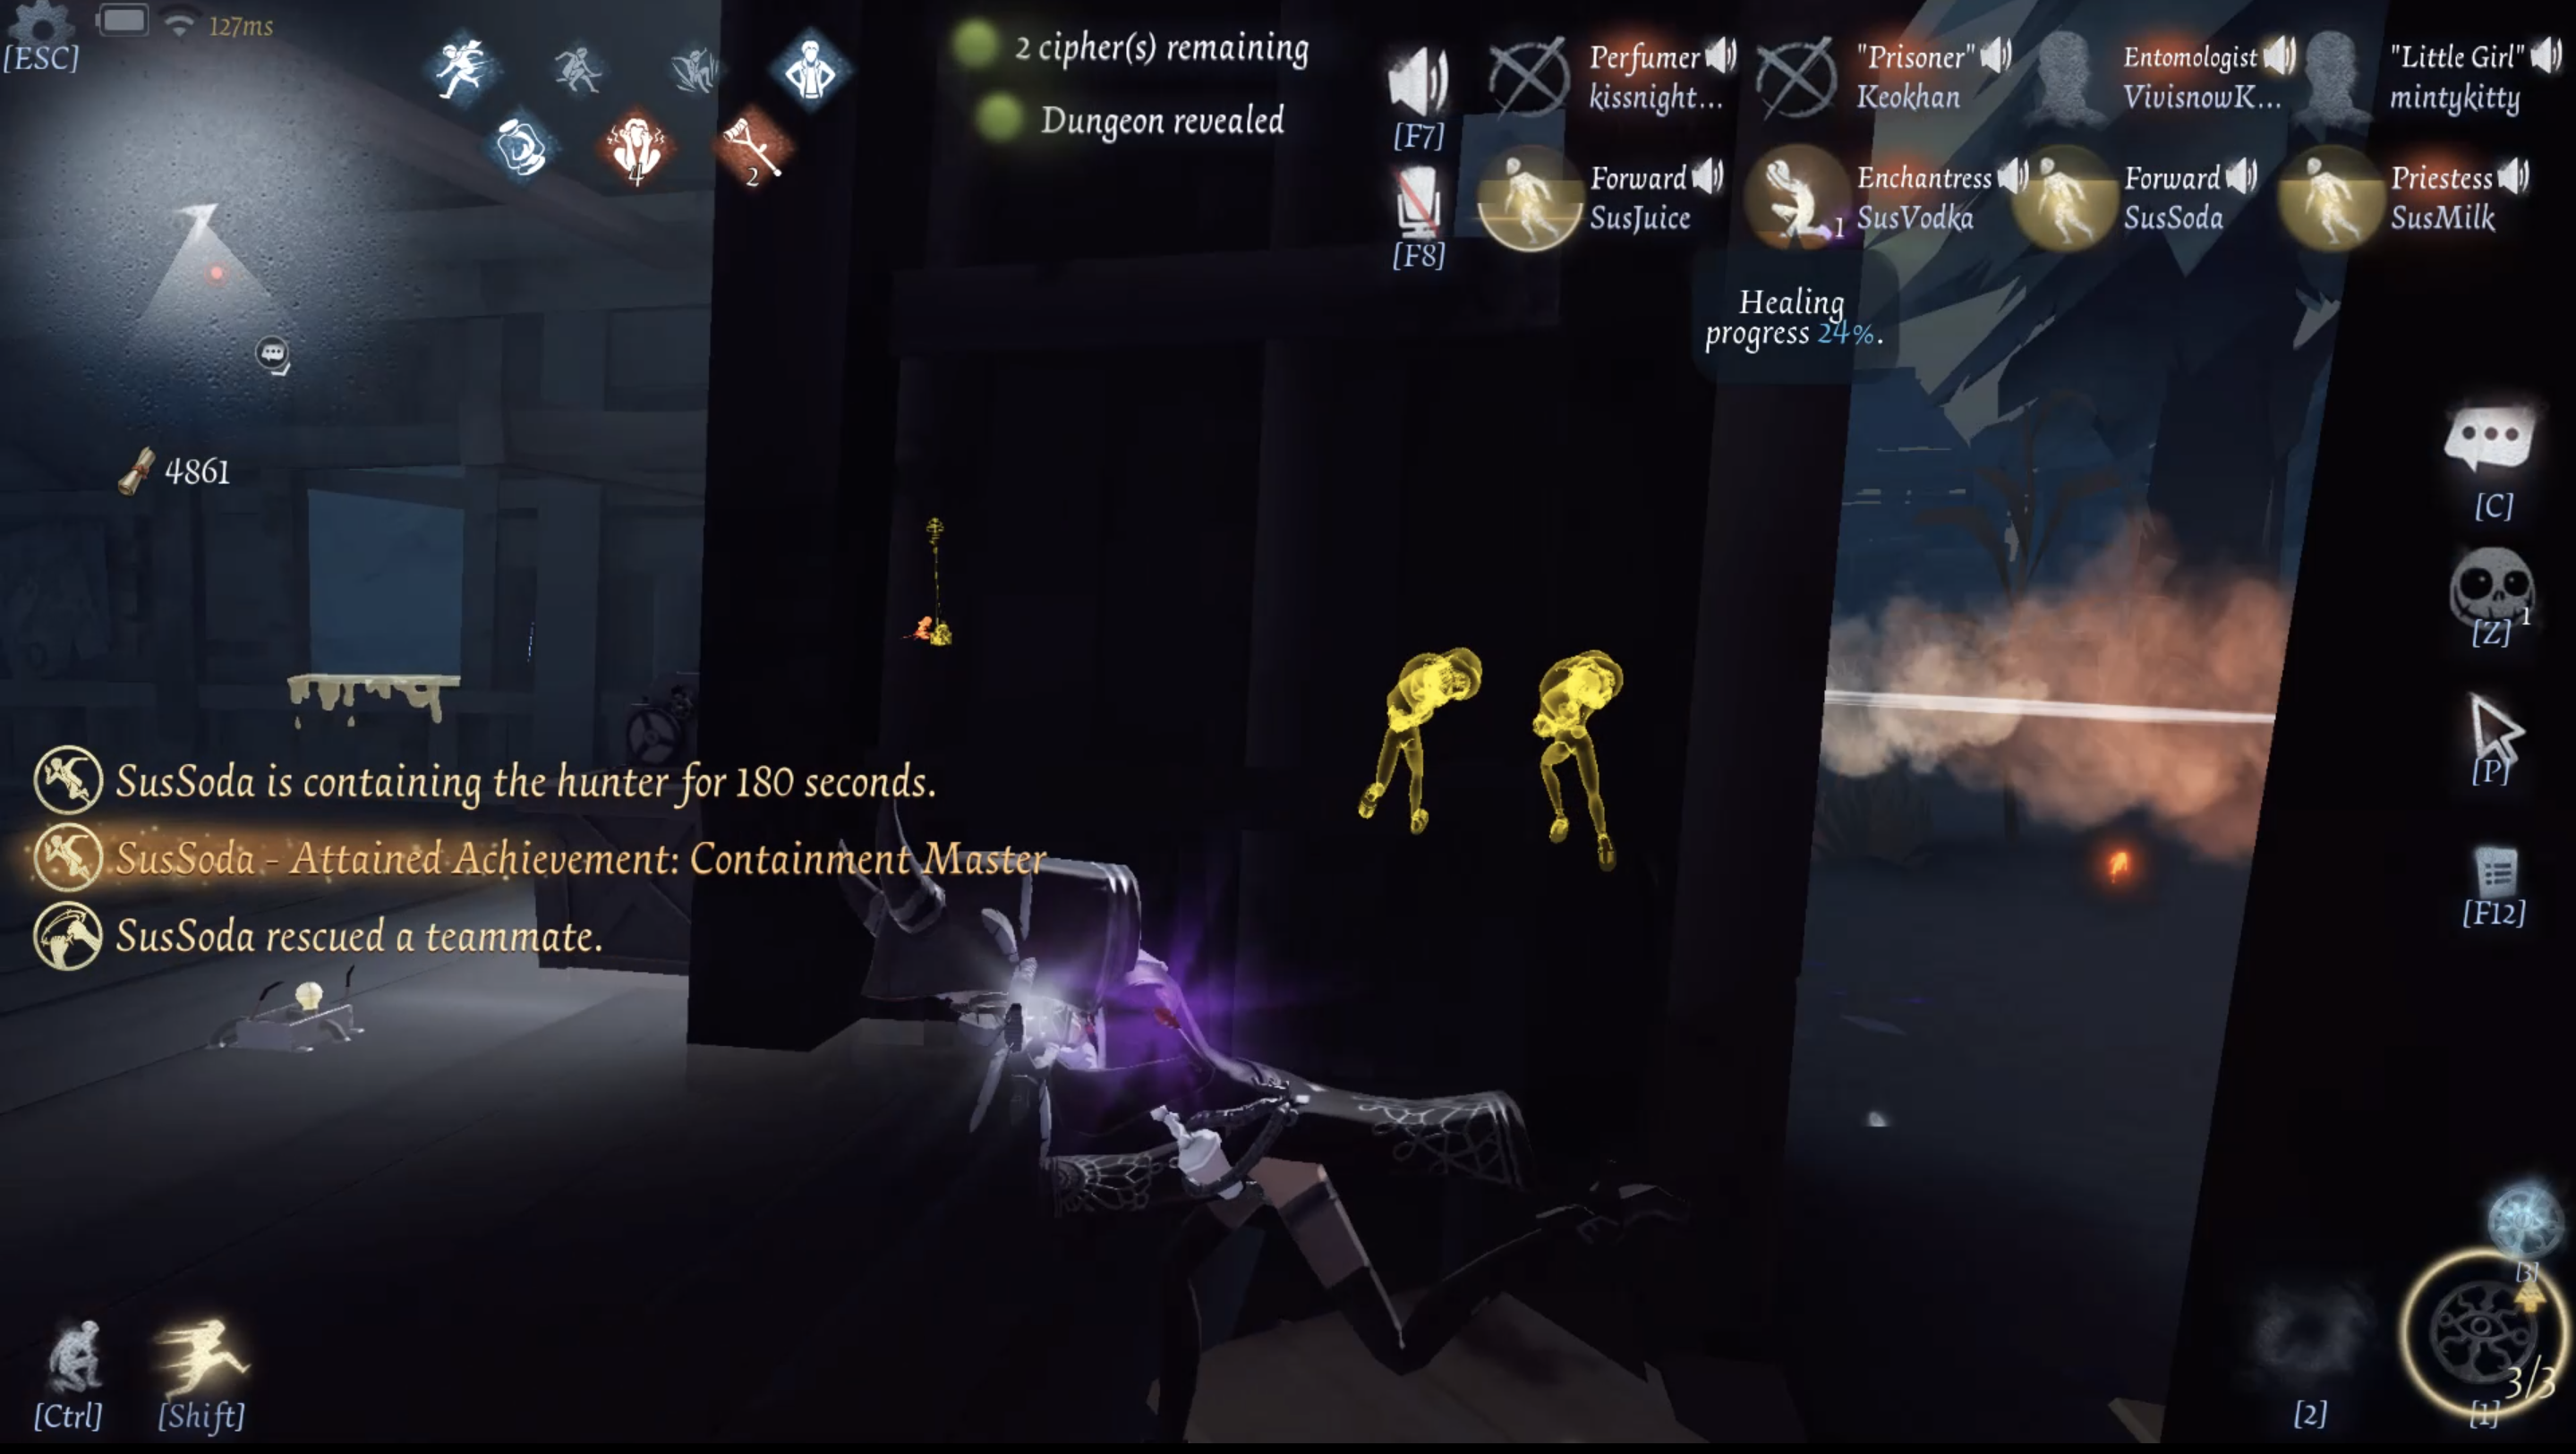 127ms
[ESC]
2 cipher(s) remaining
Dungeon revealed
4
2
[F7]
[F8]
Perfumer
kissnight...
"Prisoner"
Keokhan
Entomologist
VivisnowK...
"Little Girl"
mintykitty
Forward
SusJuice
1
Enchantress
SusVodka
Forward
SusSoda
Priestess
SusMilk
Healing
progress 24%.
4861
[C]
1
[Z]
[P]
[F12]
SusSoda is containing the hunter for 180 seconds.
SusSoda - Attained Achievement: Containment Master
SusSoda rescued a teammate.
[3]
3/3
[Ctrl]
[Shift]
[2]
[1]